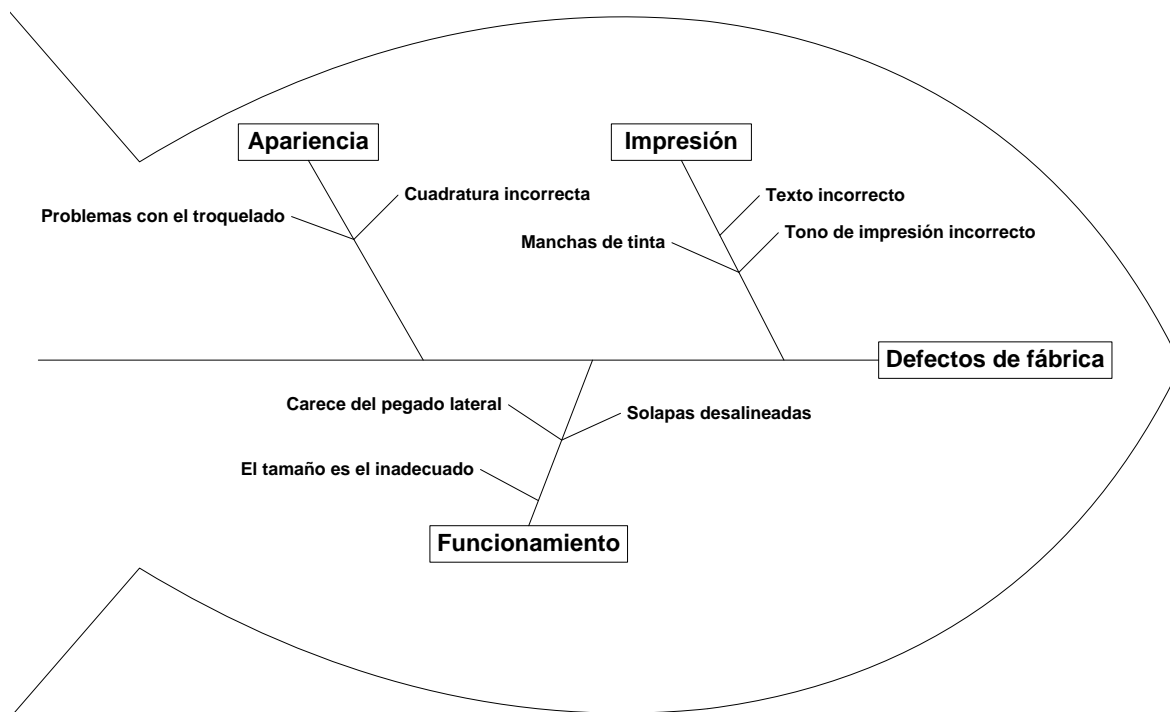 Apariencia
Impresión
Cuadratura incorrecta
Texto incorrecto
Problemas con el troquelado
Tono de impresión incorrecto
Manchas de tinta
Defectos de fábrica
Carece del pegado lateral
Solapas desalineadas
El tamaño es el inadecuado
Funcionamiento